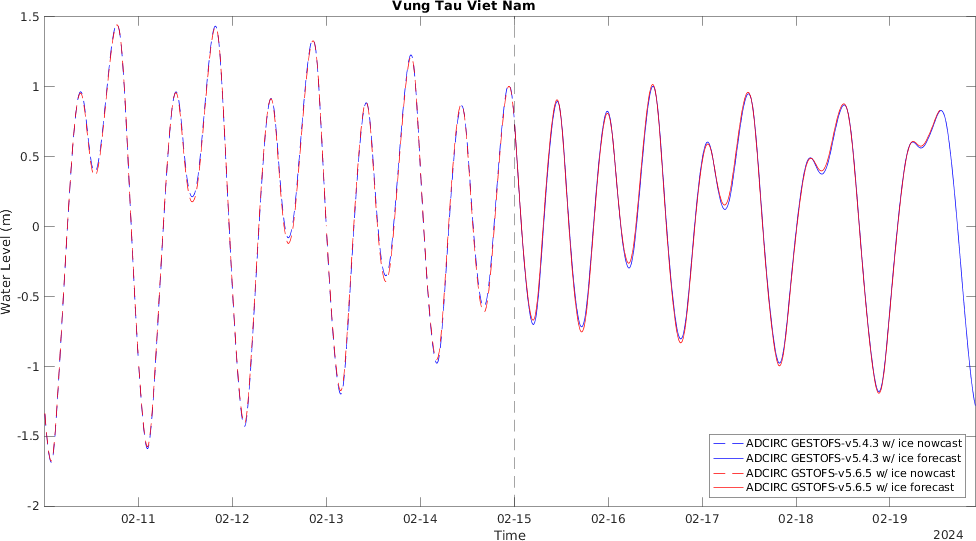 Vung Tau Viet Nam
1.5
1
0.5
0
-0.5
-1
-1.5
-2
Water Level (m)
02-11 02-12 02-13 02-14 02-15 02-16 02-17 02-18 02-19
Time
2024
ADCIRC GESTOFS-v5.4.3 w/ ice nowcast
ADCIRC GESTOFS-v5.4.3 w/ ice forecast
ADCIRC GSTOFS-v5.6.5 w/ ice nowcast
ADCIRC GSTOFS-v5.6.5 w/ ice forecast